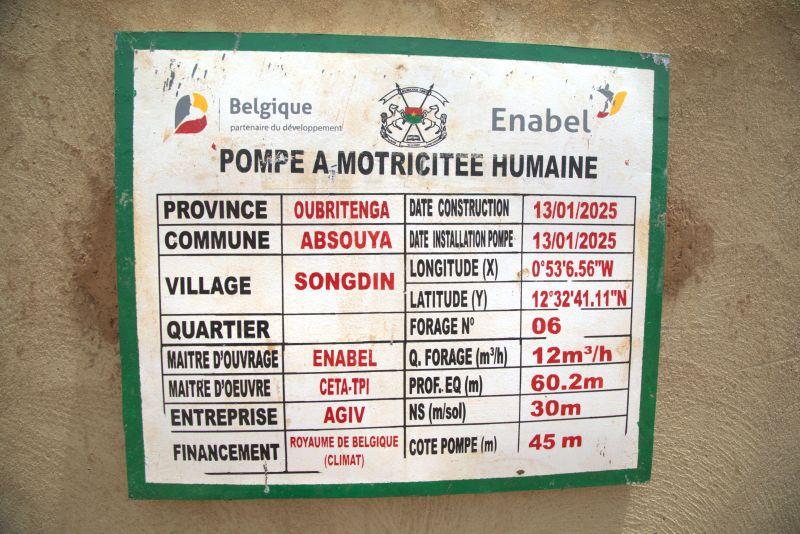 Belgique
partenaire du développement
Enabel
POMPE A MOTRICITEE HUMAINE
PROVINCE OUBRITENGA DATE CONSTRUCTION 13/01/2025
COMMUNE ABSOUYA DATE INSTALLATION POMPE 13/01/2025
VILLAGE SONGDIN LONGITUDE (X) 0°53'6.56"W
LATITUDE (Y) 12°32'41.11"N
QUARTIER FORAGE N° 06
MAITRE D'OUVRAGE ENABEL Q. FORAGE (m³/h) 12m³/h
MAITRE D'OEUVRE CETA-TPI PROF. EQ (m) 60.2m
ENTREPRISE AGIV NS (m/sol) 30m
FINANCEMENT ROYAUME DE BELGIQUE (CLIMAT) COTE POMPE (m) 45 m